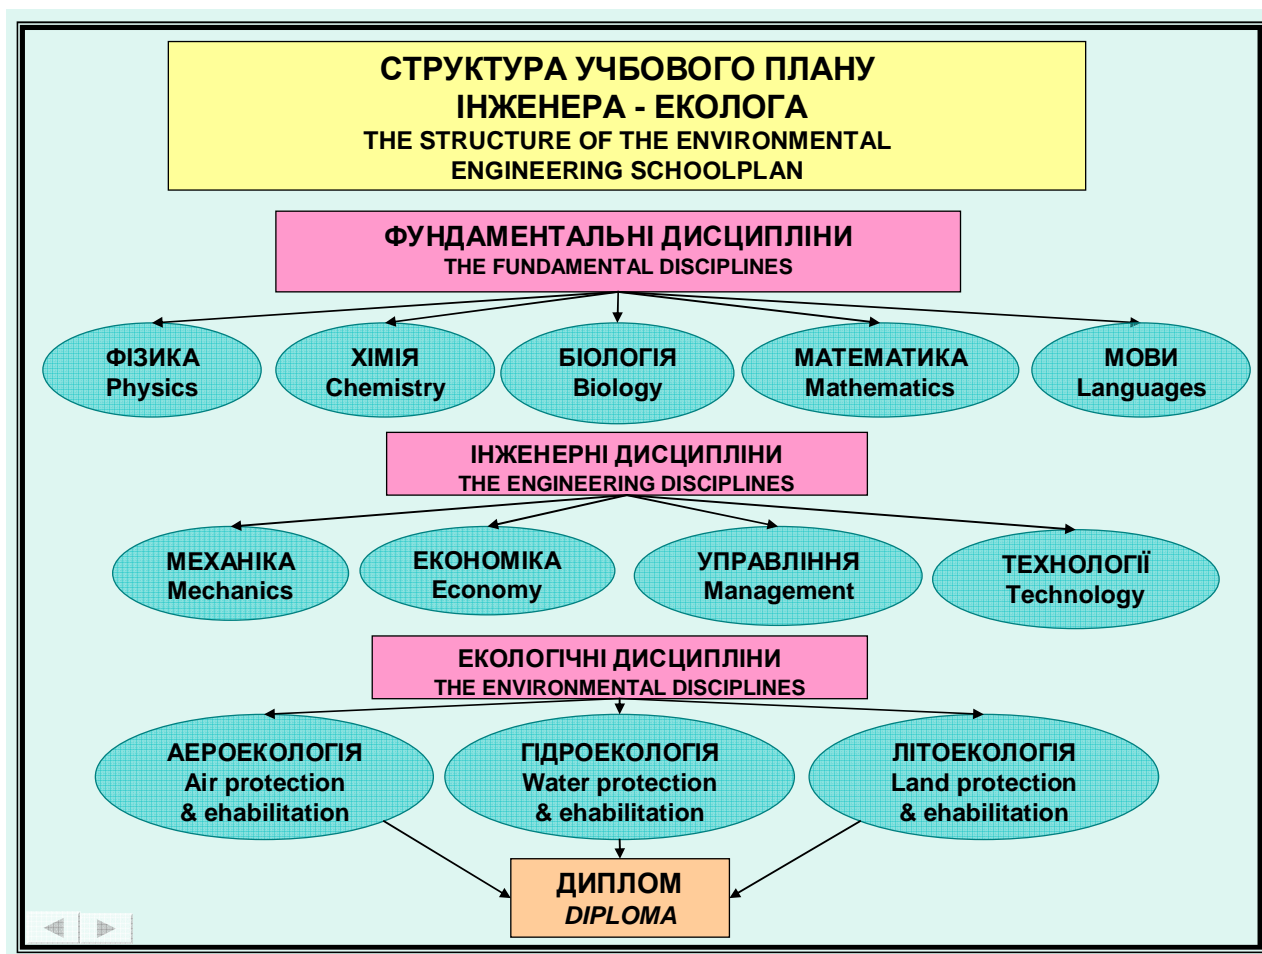 СТРУКТУРА УЧБОВОГО ПЛАНУ
ІНЖЕНЕРА - ЕКОЛОГА
THE STRUCTURE OF THE ENVIRONMENTAL
ENGINEERING SCHOOLPLAN
ФУНДАМЕНТАЛЬНІ ДИСЦИПЛІНИ
THE FUNDAMENTAL DISCIPLINES
ФІЗИКА
Physics
ХІМІЯ
Chemistry
БІОЛОГІЯ
Biology
МАТЕМАТИКА
Mathematics
МОВИ
Languages
ІНЖЕНЕРНІ ДИСЦИПЛІНИ
THE ENGINEERING DISCIPLINES
МЕХАНІКА
Mechanics
ЕКОНОМІКА
Economy
УПРАВЛІННЯ
Management
ТЕХНОЛОГІЇ
Technology
ЕКОЛОГІЧНІ ДИСЦИПЛІНИ
THE ENVIRONMENTAL DISCIPLINES
АЕРОЕКОЛОГІЯ
Air protection
& ehabilitation
ГІДРОЕКОЛОГІЯ
Water protection
& ehabilitation
ЛІТОЕКОЛОГІЯ
Land protection
& ehabilitation
ДИПЛОМ
DIPLOMA